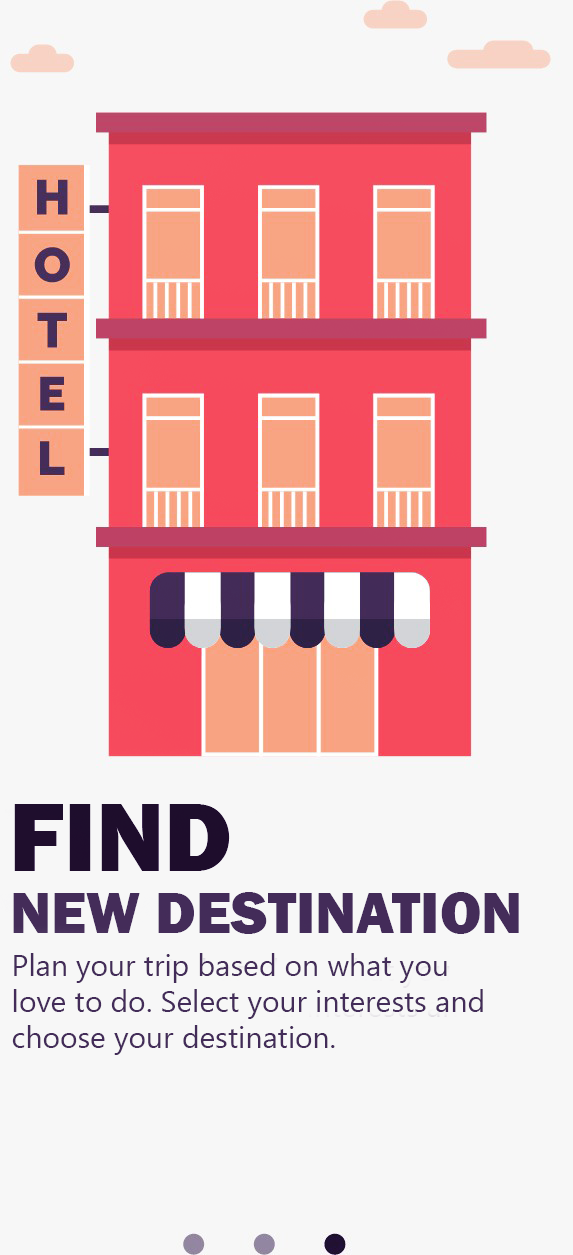 HOTEL
FIND
NEW DESTINATION
Plan your trip based on what you
love to do. Select your interests and
choose your destination.